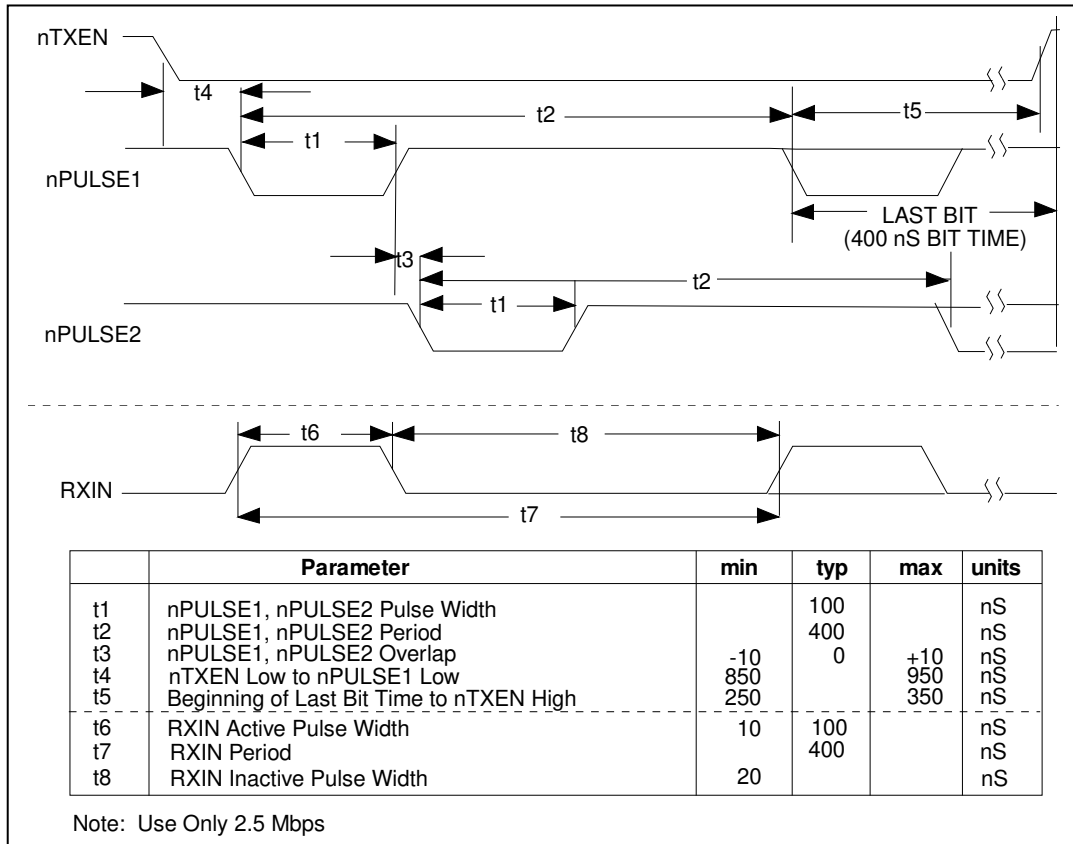 nTXEN
t4
t2
t5
t1
nPULSE1
LAST BIT
(400 nS BIT TIME)
t3
t2
t1
nPULSE2
t6
t8
RXIN
t7
Parameter min typ max units
t1 nPULSE1, nPULSE2 Pulse Width 100 nS
t2 nPULSE1, nPULSE2 Period 400 nS
t3 nPULSE1, nPULSE2 Overlap -10 0 +10 nS
t4 nTXEN Low to nPULSE1 Low 850 950 nS
t5 Beginning of Last Bit Time to nTXEN High 250 350 nS
t6 RXIN Active Pulse Width 10 100 nS
t7 RXIN Period 400 nS
t8 RXIN Inactive Pulse Width 20 nS
Note: Use Only 2.5 Mbps